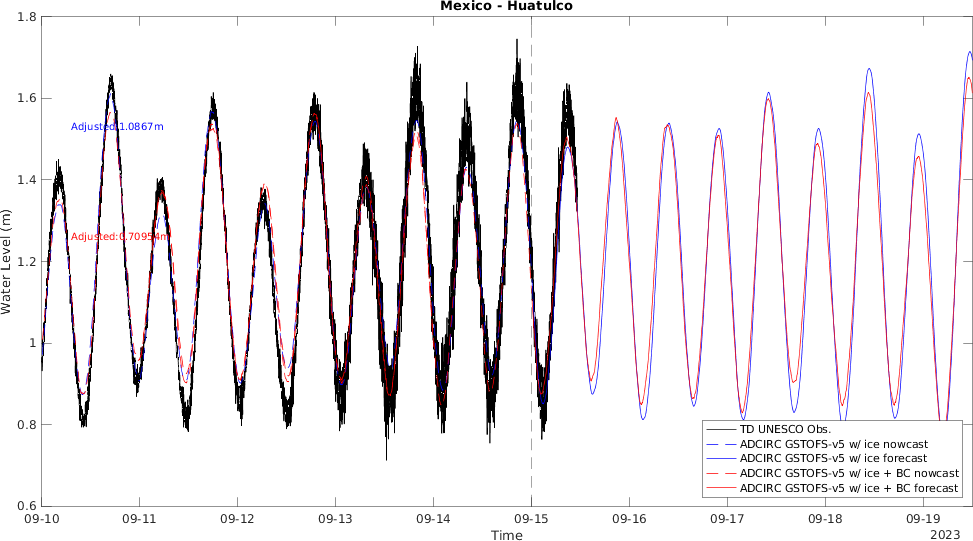 Mexico - Huatulco
1.8
1.6
1.4
1.2
1
0.8
0.6
Water Level (m)
Adjusted:1.0867m
Adjusted:0.70954m
TD UNESCO Obs.
ADCIRC GSTOFS-v5 w/ ice nowcast
ADCIRC GSTOFS-v5 w/ ice forecast
ADCIRC GSTOFS-v5 w/ ice + BC nowcast
ADCIRC GSTOFS-v5 w/ ice + BC forecast
09-10 09-11 09-12 09-13 09-14 09-15 09-16 09-17 09-18 09-19
Time
2023